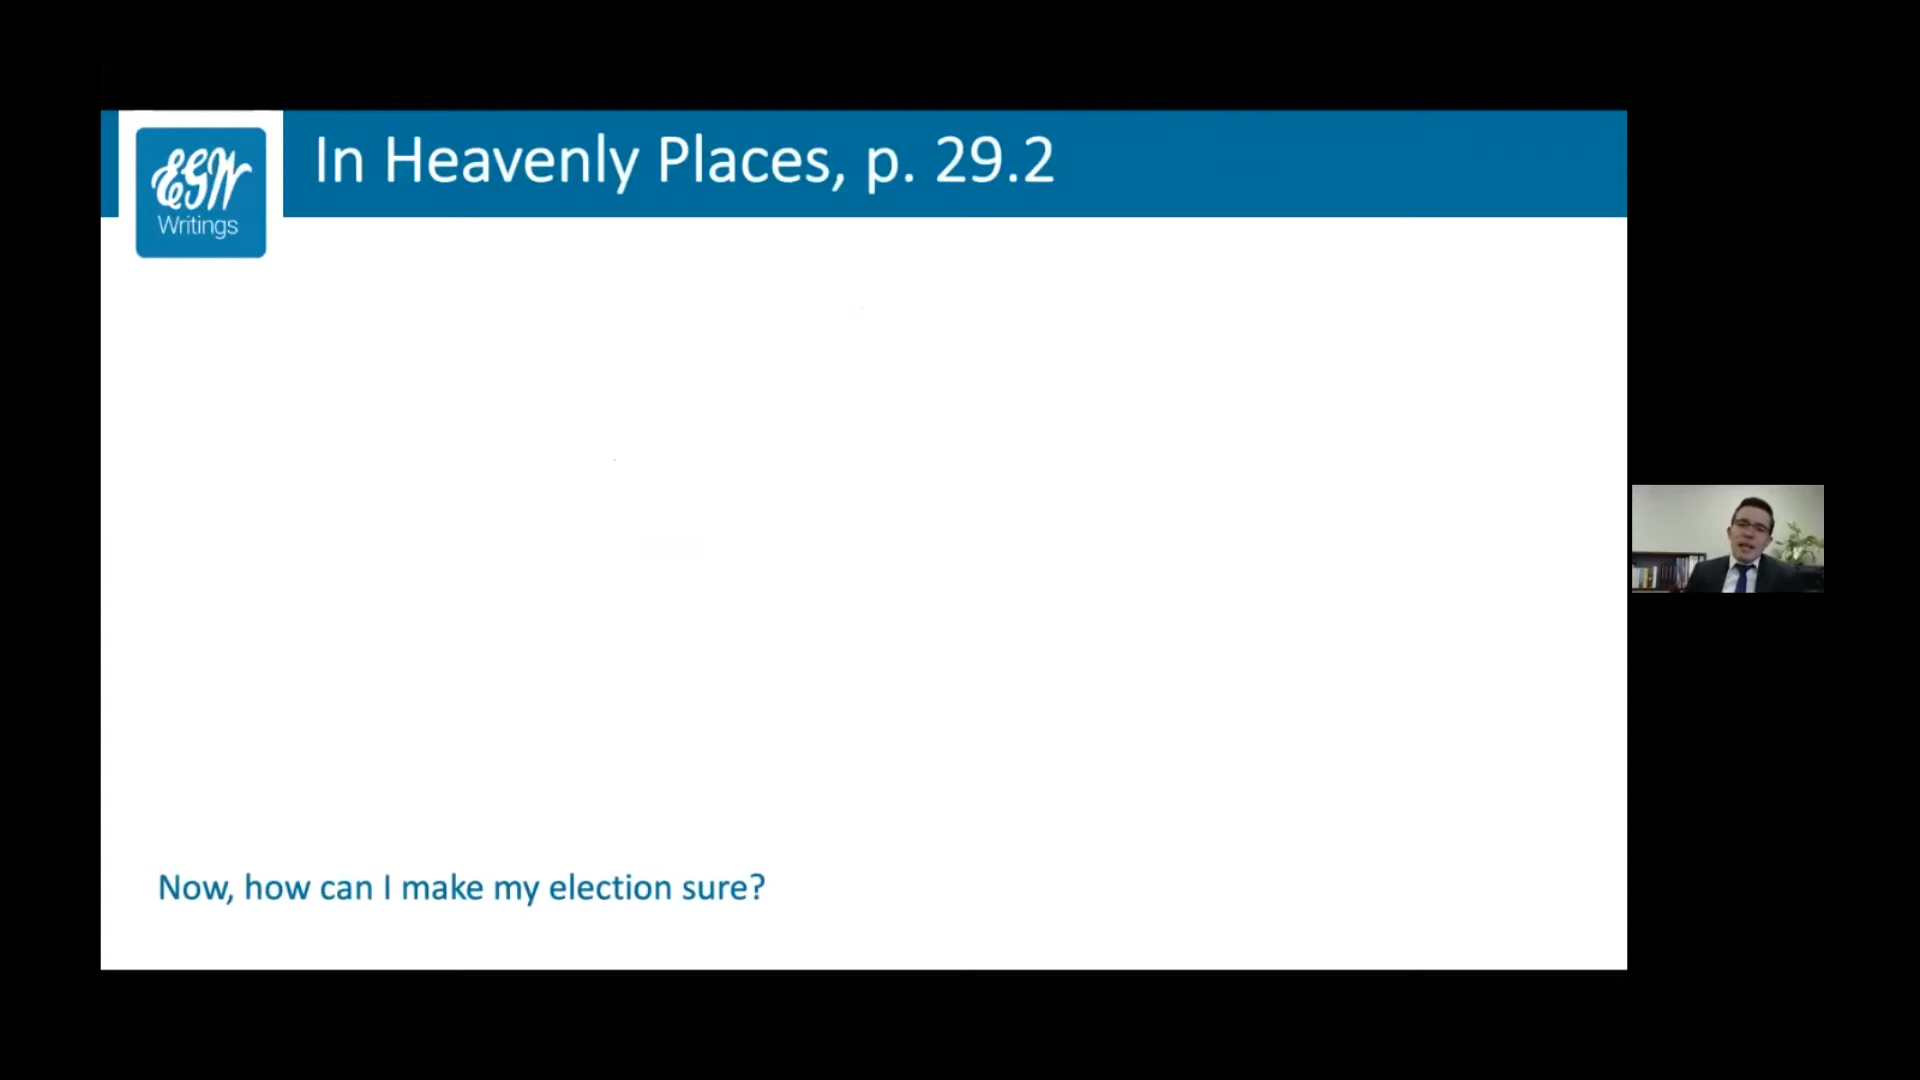 In Heavenly Places, p. 29.2
EGW
Writings
Now, how can I make my election sure?